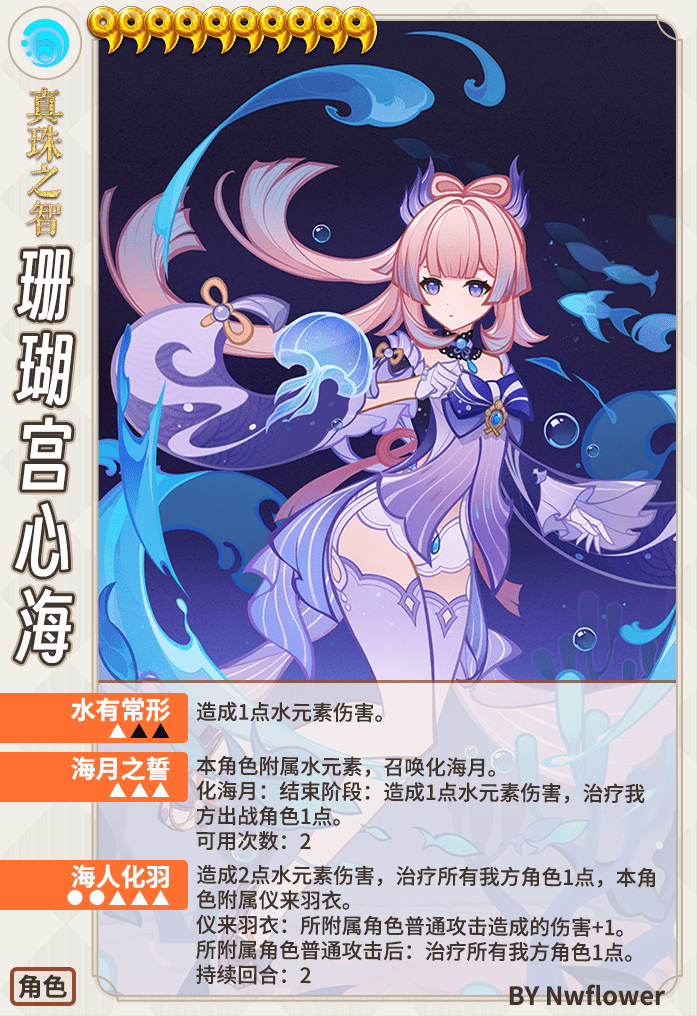 真珠之智
珊瑚宫心海
水有常形
造成1点水元素伤害。
海月之誓
本角色附属水元素，召唤化海月。
化海月：结束阶段：造成1点水元素伤害，治疗我
方出战角色1点。
可用次数：2
海人化羽
造成2点水元素伤害，治疗所有我方角色1点，本角
色附属仪来羽衣。
仪来羽衣：所附属角色普通攻击造成的伤害+1。
所附属角色普通攻击后：治疗所有我方角色1点。
持续回合：2
角色
BY Nwflower